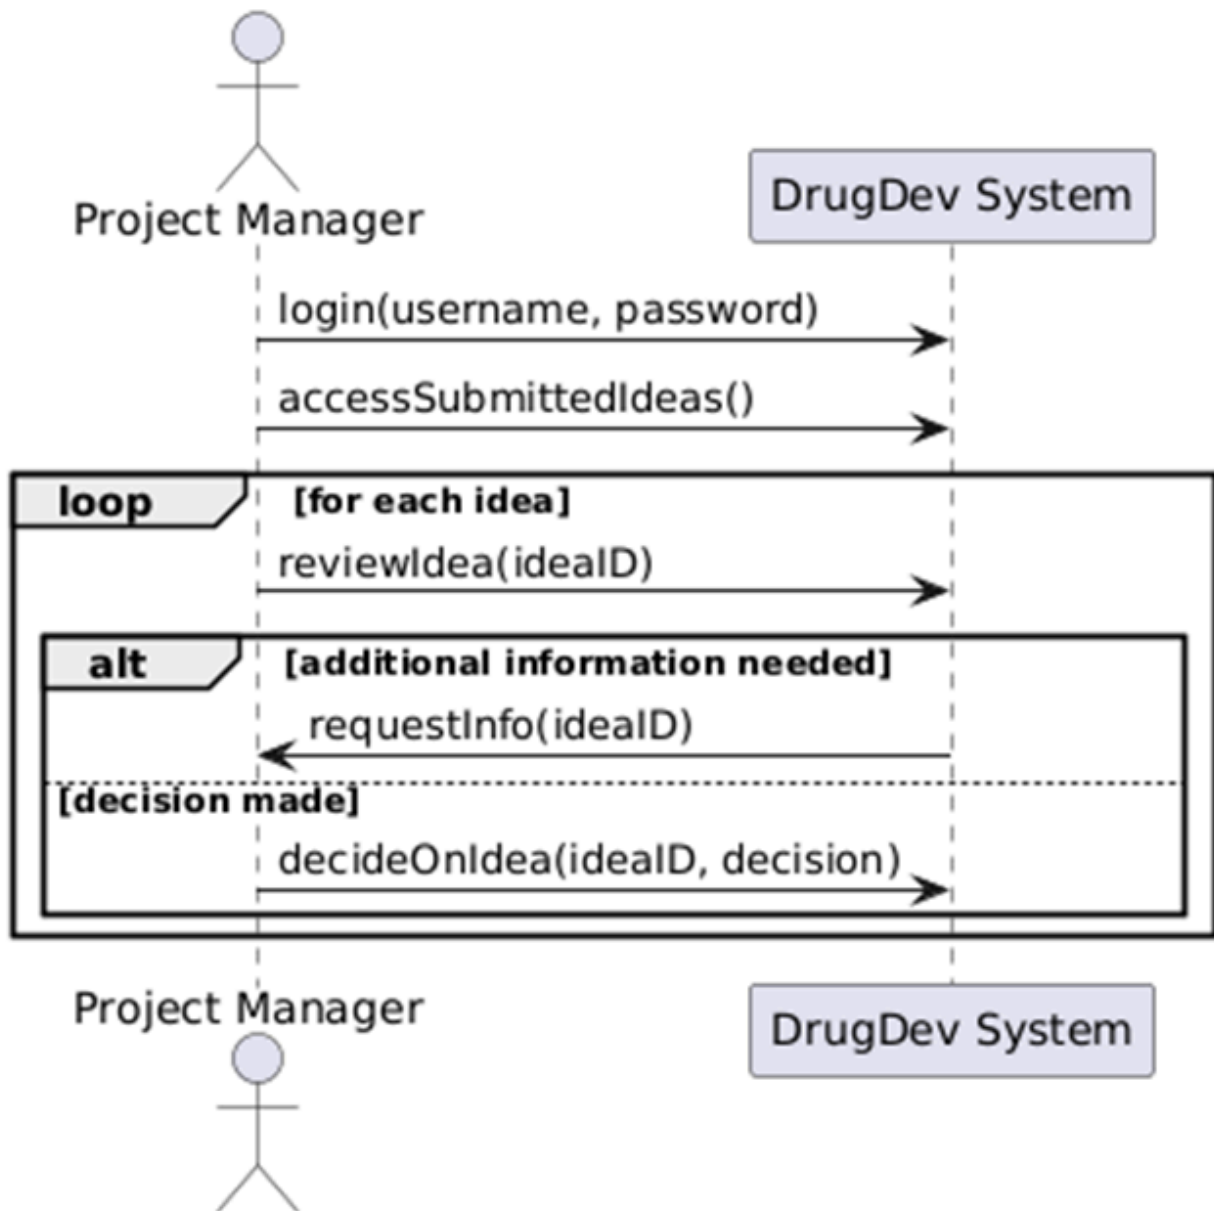 Project Manager
DrugDev System
login(username, password)
accessSubmittedIdeas()
loop
[for each idea]
reviewIdea(ideaID)
alt
[additional information needed]
requestInfo(ideaID)
[decision made]
decideOnIdea(ideaID, decision)
Project Manager
DrugDev System